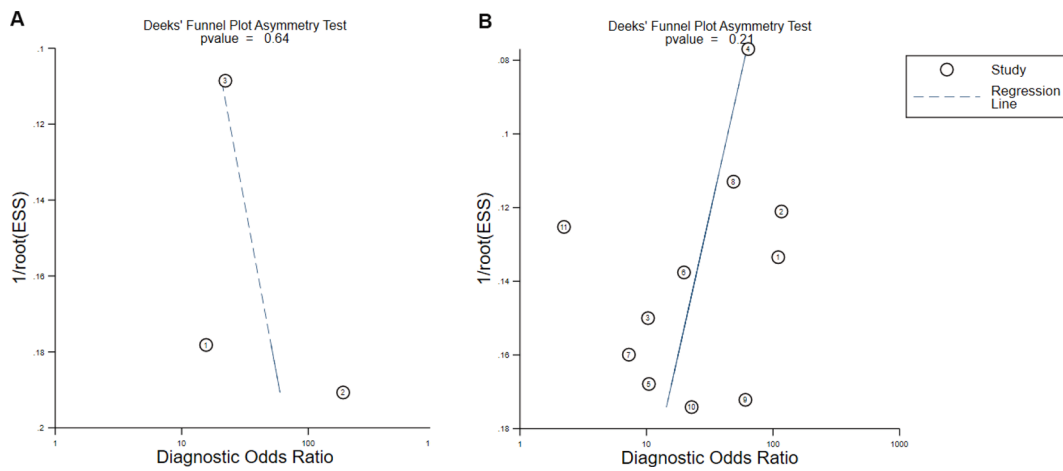 A
Deeks' Funnel Plot Asymmetry Test
pvalue = 0.64
.1
.12
.14
.16
.18
.2
1/root(ESS)
3
1
2
1
10
100
1
Diagnostic Odds Ratio
B
Deeks' Funnel Plot Asymmetry Test
pvalue = 0.21
.08
.1
.12
.14
.16
.18
1/root(ESS)
4
8
2
11
1
6
3
7
5
9
10
1
10
100
1000
Diagnostic Odds Ratio
Study
Regression
Line